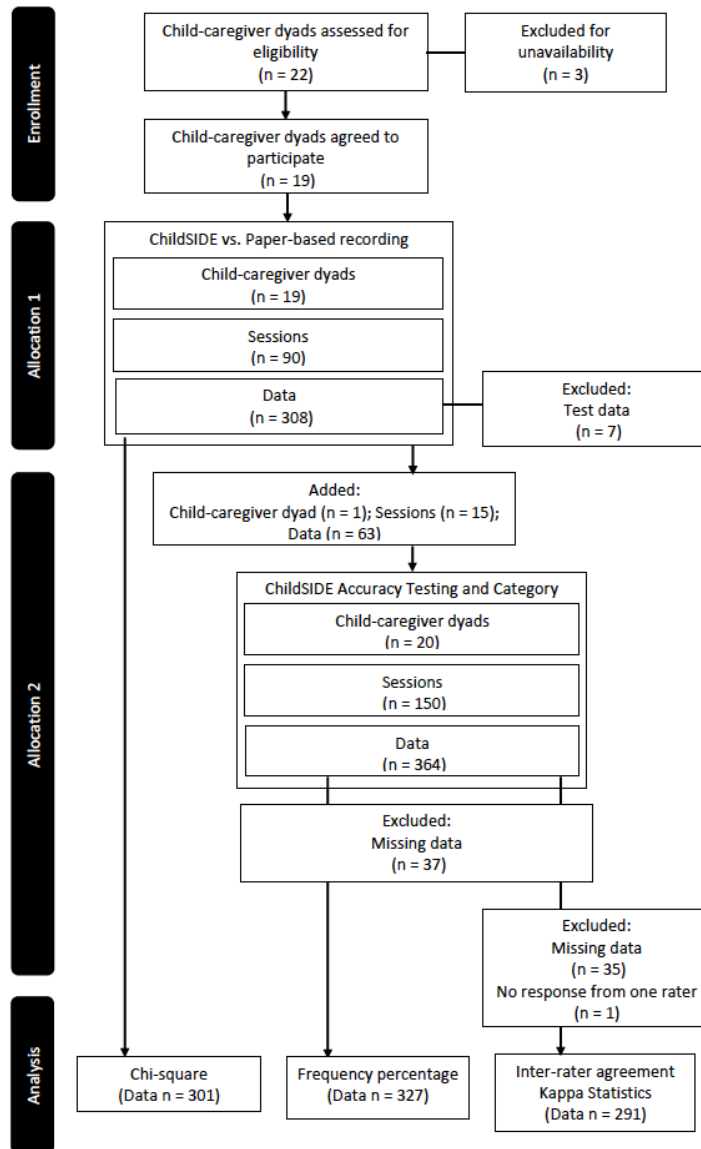 Enrollment
Child-caregiver dyads assessed for
eligibility
(n = 22)
Excluded for
unavailability
(n = 3)
Child-caregiver dyads agreed to
participate
(n = 19)
Allocation 1
ChildSIDE vs. Paper-based recording
Child-caregiver dyads
(n = 19)
Sessions
(n = 90)
Data
(n = 308)
Excluded:
Test data
(n = 7)
Allocation 2
Added:
Child-caregiver dyad (n = 1); Sessions (n = 15);
Data (n = 63)
ChildSIDE Accuracy Testing and Category
Child-caregiver dyads
(n = 20)
Sessions
(n = 150)
Data
(n = 364)
Excluded:
Missing data
(n = 37)
Excluded:
Missing data
(n = 35)
No response from one rater
(n = 1)
Analysis
Chi-square
(Data n = 301)
Frequency percentage
(Data n = 327)
Inter-rater agreement
Kappa Statistics
(Data n = 291)